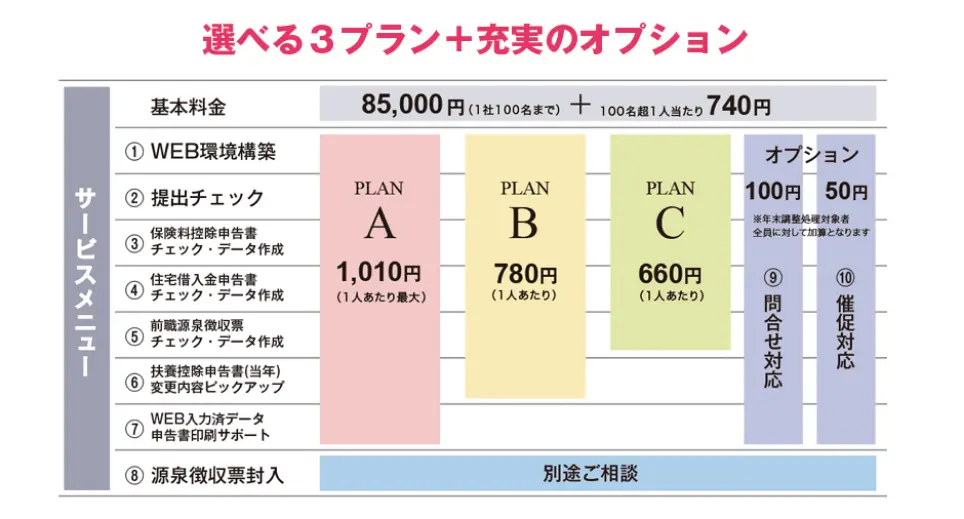 選べる3プラン+充実のオプション
サービスメニュー
基本料金
85,000円(1社100名まで) + 100名超1人当たり740円
① WEB環境構築
② 提出チェック
③ 保険料控除申告書
チェック・データ作成
④ 住宅借入金申告書
チェック・データ作成
⑤ 前職源泉徴収票
チェック・データ作成
⑥ 扶養控除申告書(当年)
変更内容ピックアップ
⑦ WEB入力済データ
申告書印刷サポート
⑧ 源泉徴収票封入
PLAN
A
1,010円
(1人あたり最大)
PLAN
B
780円
(1人あたり)
PLAN
C
660円
(1人あたり)
オプション
100円 50円
※年末調整処理対象者
全員に対して加算となります
⑨問合せ対応
⑩催促対応
別途ご相談